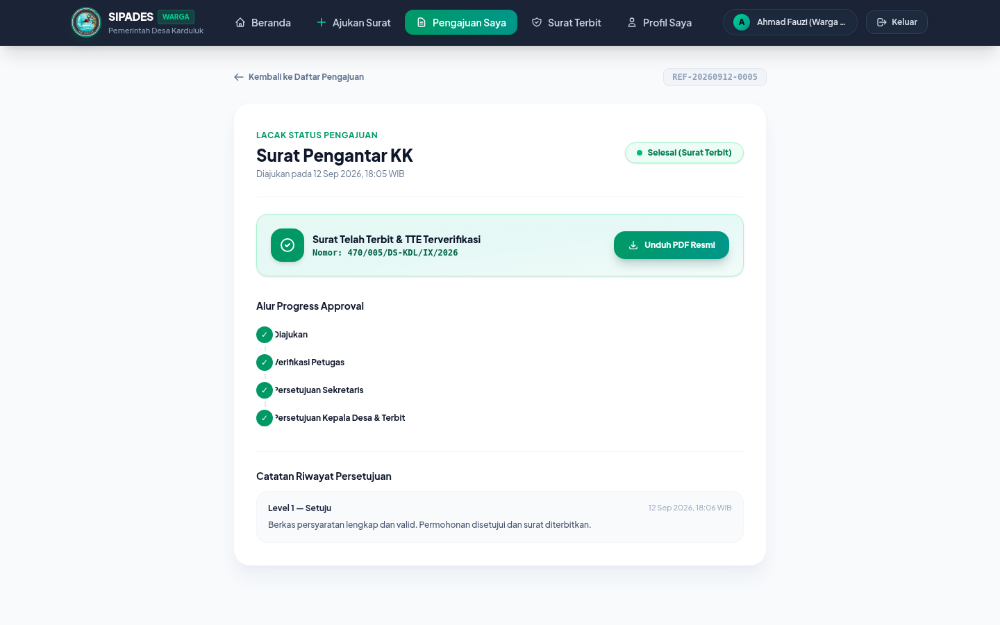 SIPADES WARGA
Pemerintah Desa Karduluk
Beranda
Ajukan Surat
Pengajuan Saya
Surat Terbit
Profil Saya
A Ahmad Fauzi (Warga ...
Keluar
Kembali ke Daftar Pengajuan
REF-20260912-0005
LACAK STATUS PENGAJUAN
Surat Pengantar KK
Diajukan pada 12 Sep 2026, 18:05 WIB
Selesai (Surat Terbit)
Surat Telah Terbit & TTE Terverifikasi
Nomor: 470/005/DS-KDL/IX/2026
Unduh PDF Resmi
Alur Progress Approval
✓ Diajukan
✓ Verifikasi Petugas
✓ Persetujuan Sekretaris
✓ Persetujuan Kepala Desa & Terbit
Catatan Riwayat Persetujuan
Level 1 — Setuju
12 Sep 2026, 18:06 WIB
Berkas persyaratan lengkap dan valid. Permohonan disetujui dan surat diterbitkan.